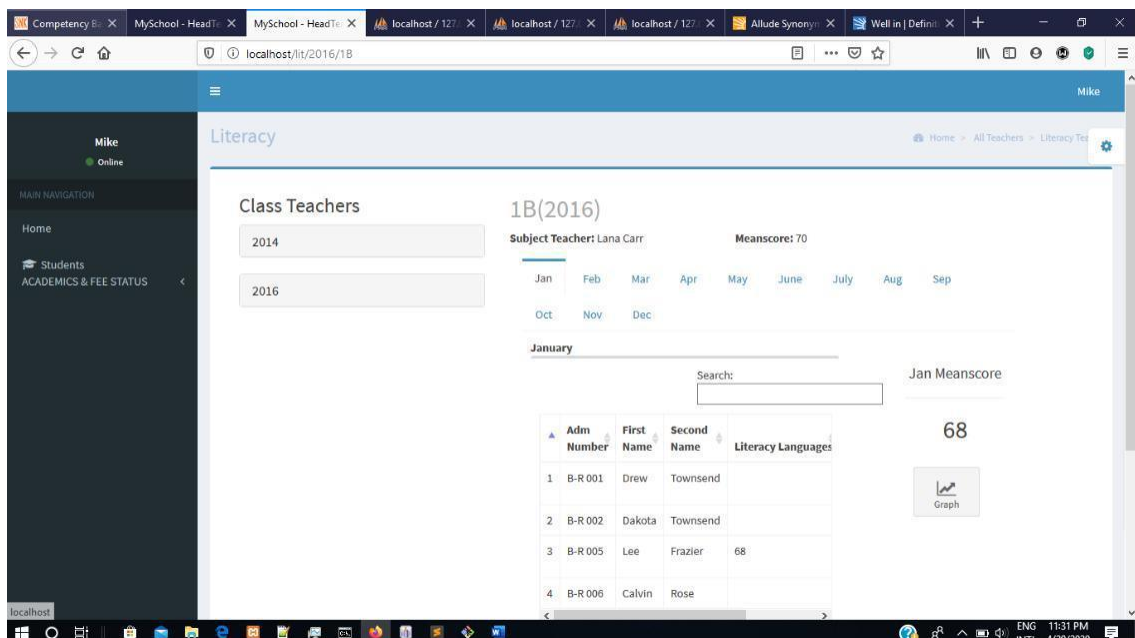 Competency Ba
MySchool - HeadTe
MySchool - HeadTe
localhost / 127.
localhost / 127.
localhost / 127.
Allude Synonym
Well in | Definiti
localhost/lit/2016/1B
Mike
Mike
Online
Literacy
Home > All Teachers > Literacy Tea
MAIN NAVIGATION
Home
Students
ACADEMICS & FEE STATUS
Class Teachers
2014
2016
1B(2016)
Subject Teacher: Lana Carr Meanscore: 70
Jan Feb Mar Apr May June July Aug Sep
Oct Nov Dec
January
Search:
Jan Meanscore
68
Graph
Adm Number First Name Second Name Literacy Languages
1 B-R 001 Drew Townsend
2 B-R 002 Dakota Townsend
3 B-R 005 Lee Frazier 68
4 B-R 006 Calvin Rose
localhost
ENG 11:31 PM